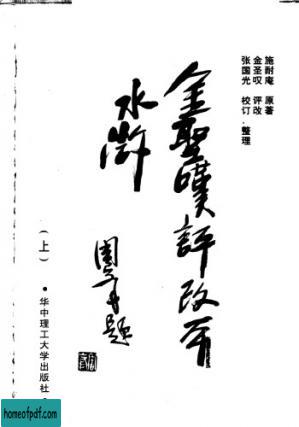 施耐庵 原著
金圣叹 评改
张国光 校订·整理
金聖嘆評改本
水滸
题
(上)
·华中理工大学出版社·
homeofpdf.com